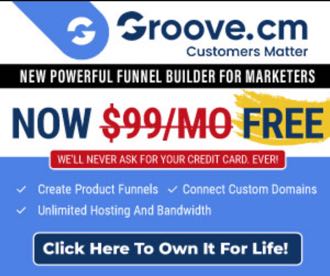 Groove.cm
Customers Matter
NEW POWERFUL FUNNEL BUILDER FOR MARKETERS
NOW $99/MO FREE
WE'LL NEVER ASK FOR YOUR CREDIT CARD. EVER!
✓ Create Product Funnels ✓ Connect Custom Domains
✓ Unlimited Hosting And Bandwidth
Click Here To Own It For Life!